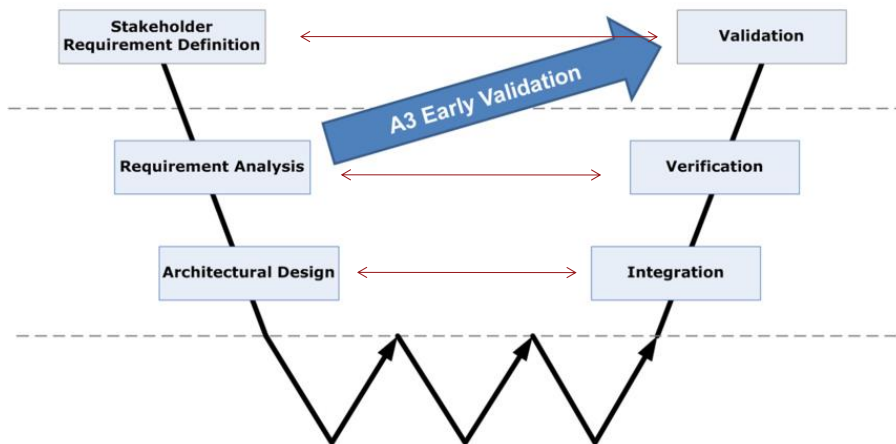 Stakeholder
Requirement Definition
Validation
A3 Early Validation
Requirement Analysis
Verification
Architectural Design
Integration